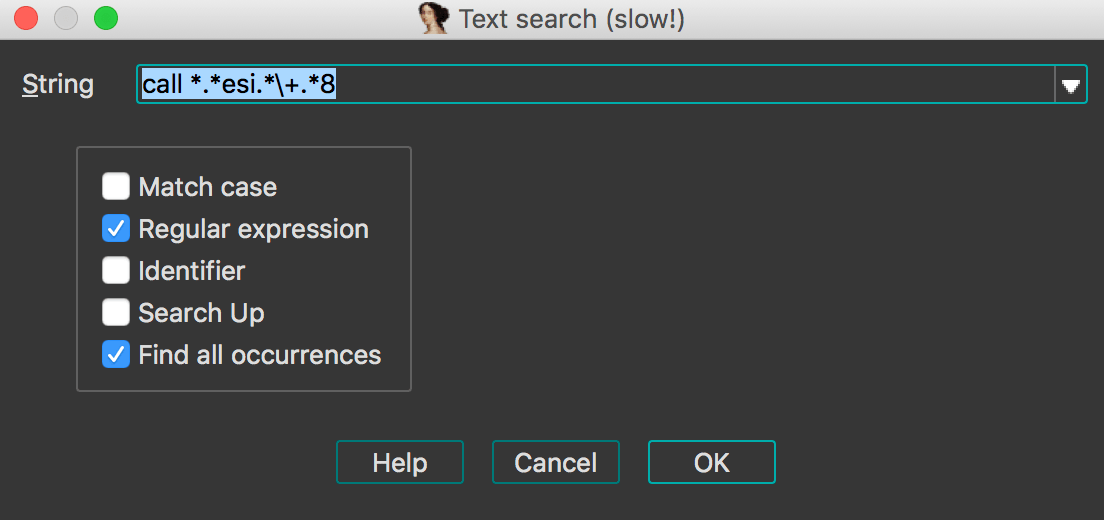 Text search (slow!)
String
call *.*esi.*\+.*8
Match case
Regular expression
Identifier
Search Up
Find all occurrences
Help Cancel OK